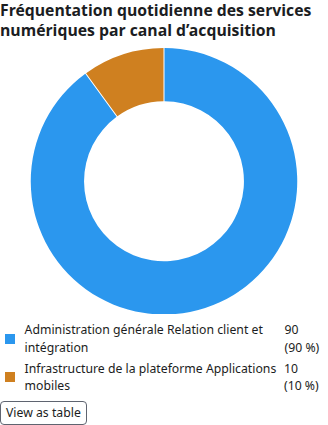 Fréquentation quotidienne des services
numériques par canal d’acquisition
Administration générale Relation client et
intégration
90
(90 %)
Infrastructure de la plateforme Applications
mobiles
10
(10 %)
View as table